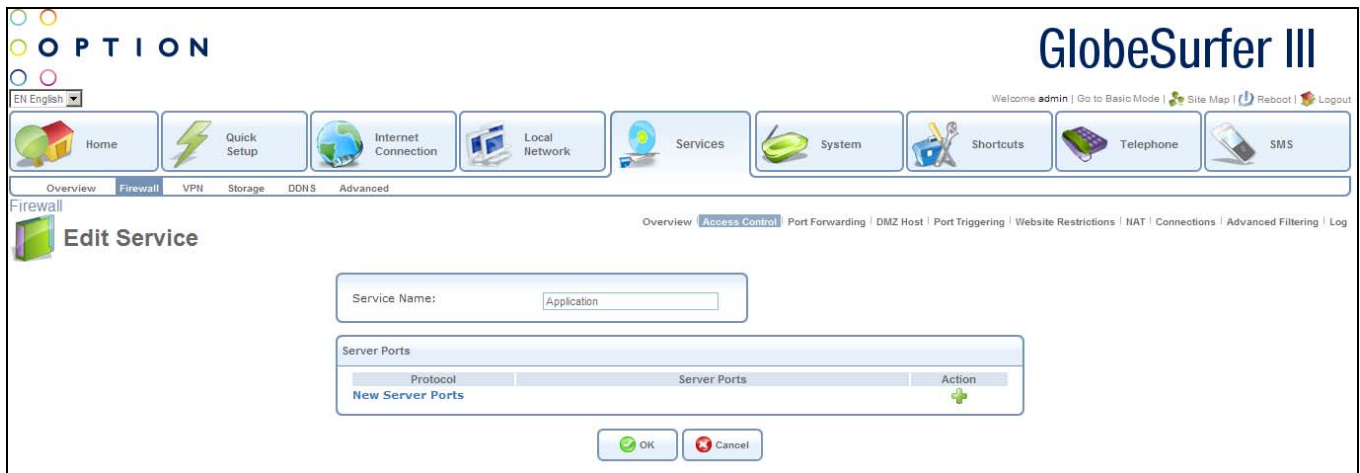 OPTION
GlobeSurfer III
EN English
Welcome admin | Go to Basic Mode | Site Map | Reboot | Logout
Home
Quick Setup
Internet Connection
Local Network
Services
System
Shortcuts
Telephone
SMS
Overview Firewall VPN Storage DDNS Advanced
Firewall
Edit Service
Overview | Access Control | Port Forwarding | DMZ Host | Port Triggering | Website Restrictions | NAT | Connections | Advanced Filtering | Log
Service Name: Application
Server Ports
Protocol Server Ports Action
New Server Ports
OK Cancel